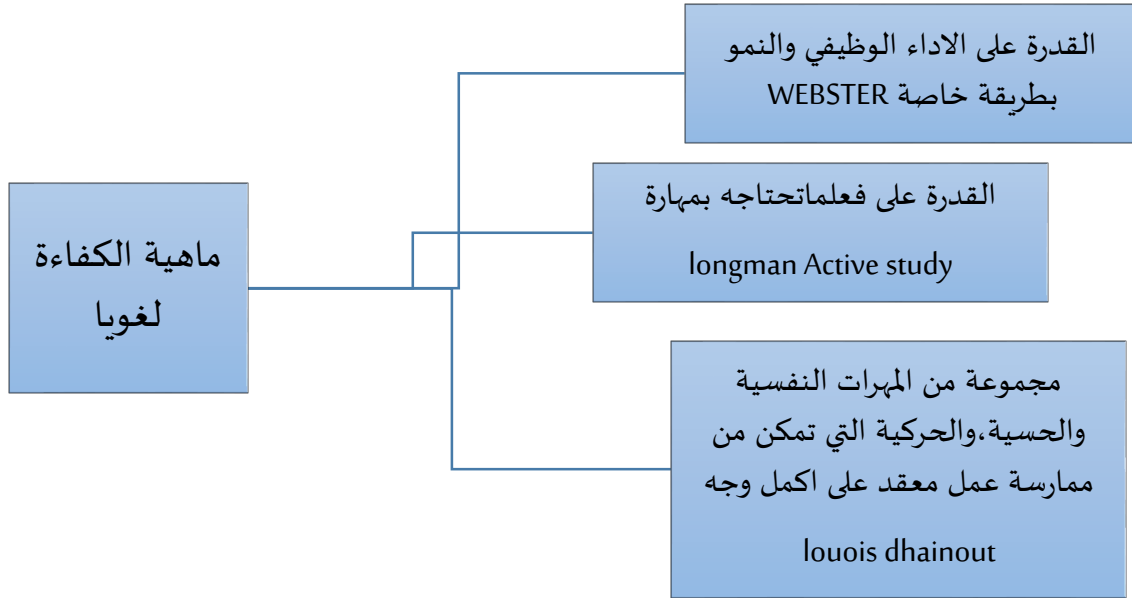 ماهية الكفاءة
لغويا
القدرة على الاداء الوظيفي والنمو
بطريقة خاصة WEBSTER
القدرة على فعلماتحتاجه بمهارة
longman Active study
مجموعة من المهرات النفسية
والحسية،والحركية التي تمكن من
ممارسة عمل معقد على اكمل وجه
louois dhainout